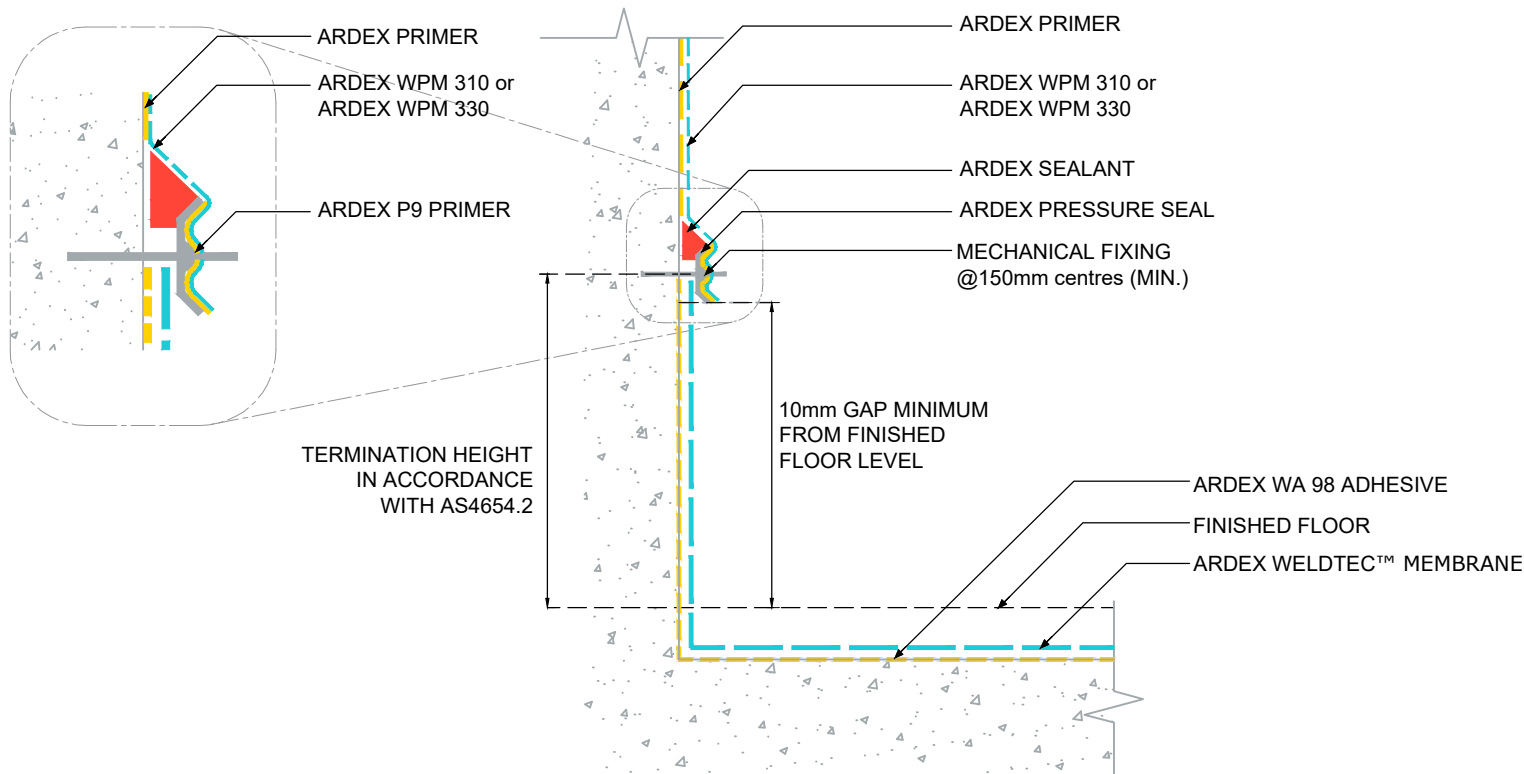 ARDEX PRIMER
ARDEX WPM 310 or
ARDEX WPM 330
ARDEX P9 PRIMER
ARDEX PRIMER
ARDEX WPM 310 or
ARDEX WPM 330
ARDEX SEALANT
ARDEX PRESSURE SEAL
MECHANICAL FIXING
@150mm centres (MIN.)
10mm GAP MINIMUM
FROM FINISHED
FLOOR LEVEL
TERMINATION HEIGHT
IN ACCORDANCE
WITH AS4654.2
ARDEX WA 98 ADHESIVE
FINISHED FLOOR
ARDEX WELDTEC™ MEMBRANE